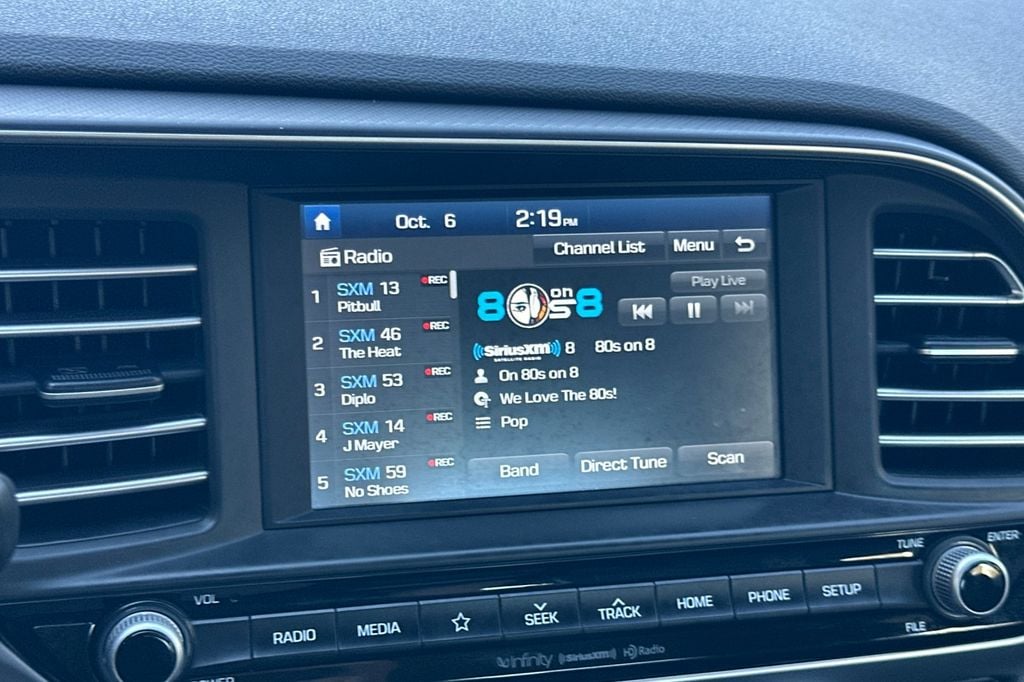 Oct. 6 2:19PM
Radio Channel List Menu
1 SXM 13 REC
Pitbull
2 SXM 46 REC
The Heat
3 SXM 53 REC
Diplo
4 SXM 14 REC
J Mayer
5 SXM 59 REC
No Shoes
Play Live
80s on 8
SiriusXM 8 80s on 8
SATELLITE RADIO
On 80s on 8
We Love The 80s!
Pop
Band Direct Tune Scan
VOL
TUNE
ENTER
RADIO MEDIA SEEK TRACK HOME PHONE SETUP
FILE
POWER
infinity SiriusXM HD Radio